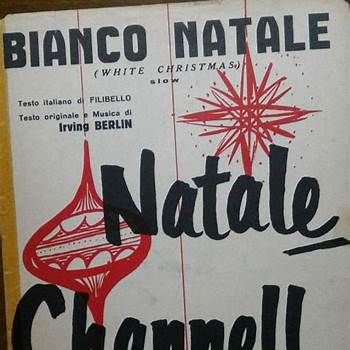 BIANCO NATALE
(WHITE CHRISTMAS)
slow
Testo italiano di FILIBELLO
Testo originale e Musica di
Irving BERLIN
Natale
Chappell